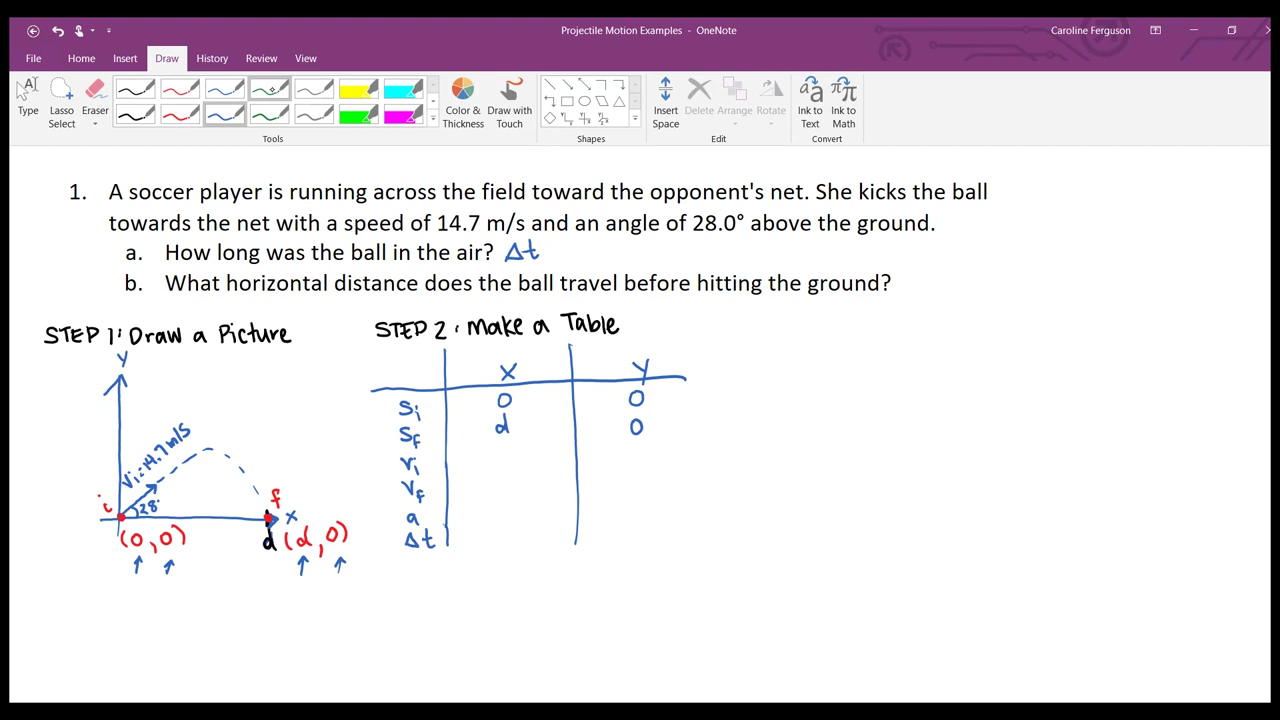 Projectile Motion Examples - OneNote
Caroline Ferguson
File Home Insert Draw History Review View
Type
Lasso Select
Eraser
Color & Thickness
Draw with Touch
Insert Space
Delete
Arrange
Rotate
Ink to Text
Ink to Math
Tools
Shapes
Edit
Convert
1. A soccer player is running across the field toward the opponent's net. She kicks the ball
towards the net with a speed of 14.7 m/s and an angle of 28.0° above the ground.
a. How long was the ball in the air? Δt
b. What horizontal distance does the ball travel before hitting the ground?
STEP 1: Draw a Picture
Y
Vi=14.7m/s
28°
i
f
x
(0,0)
d
(d,0)
STEP 2: Make a Table
X Y
Si 0 0
Sf d 0
Vi
Vf
a
Δt